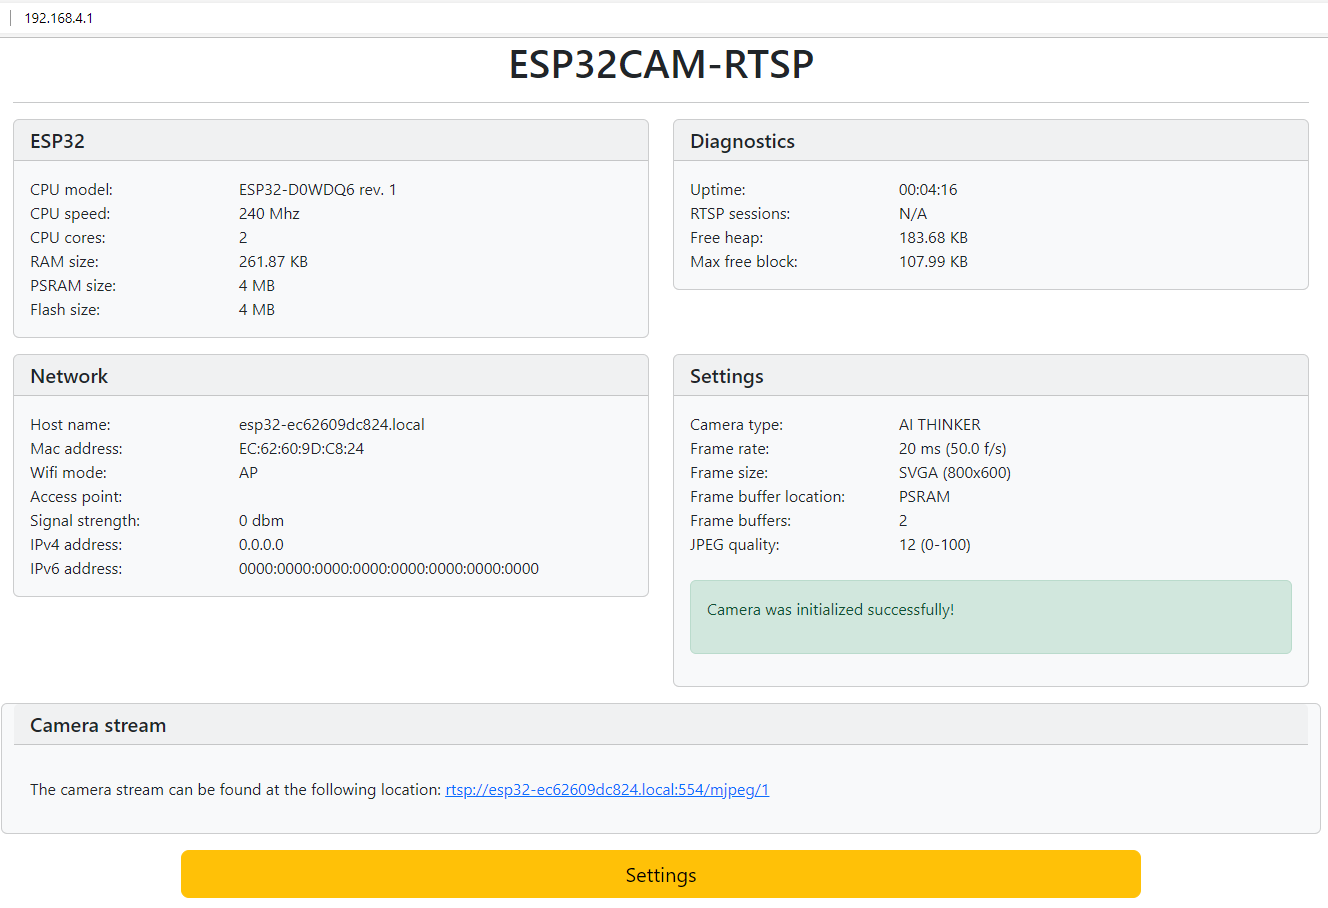 192.168.4.1
ESP32CAM-RTSP
ESP32
CPU model: ESP32-D0WDQ6 rev. 1
CPU speed: 240 Mhz
CPU cores: 2
RAM size: 261.87 KB
PSRAM size: 4 MB
Flash size: 4 MB
Diagnostics
Uptime: 00:04:16
RTSP sessions: N/A
Free heap: 183.68 KB
Max free block: 107.99 KB
Network
Host name: esp32-ec62609dc824.local
Mac address: EC:62:60:9D:C8:24
Wifi mode: AP
Access point:
Signal strength: 0 dbm
IPv4 address: 0.0.0.0
IPv6 address: 0000:0000:0000:0000:0000:0000:0000:0000
Settings
Camera type: AI THINKER
Frame rate: 20 ms (50.0 f/s)
Frame size: SVGA (800x600)
Frame buffer location: PSRAM
Frame buffers: 2
JPEG quality: 12 (0-100)
Camera was initialized successfully!
Camera stream
The camera stream can be found at the following location: rtsp://esp32-ec62609dc824.local:554/mjpeg/1
Settings